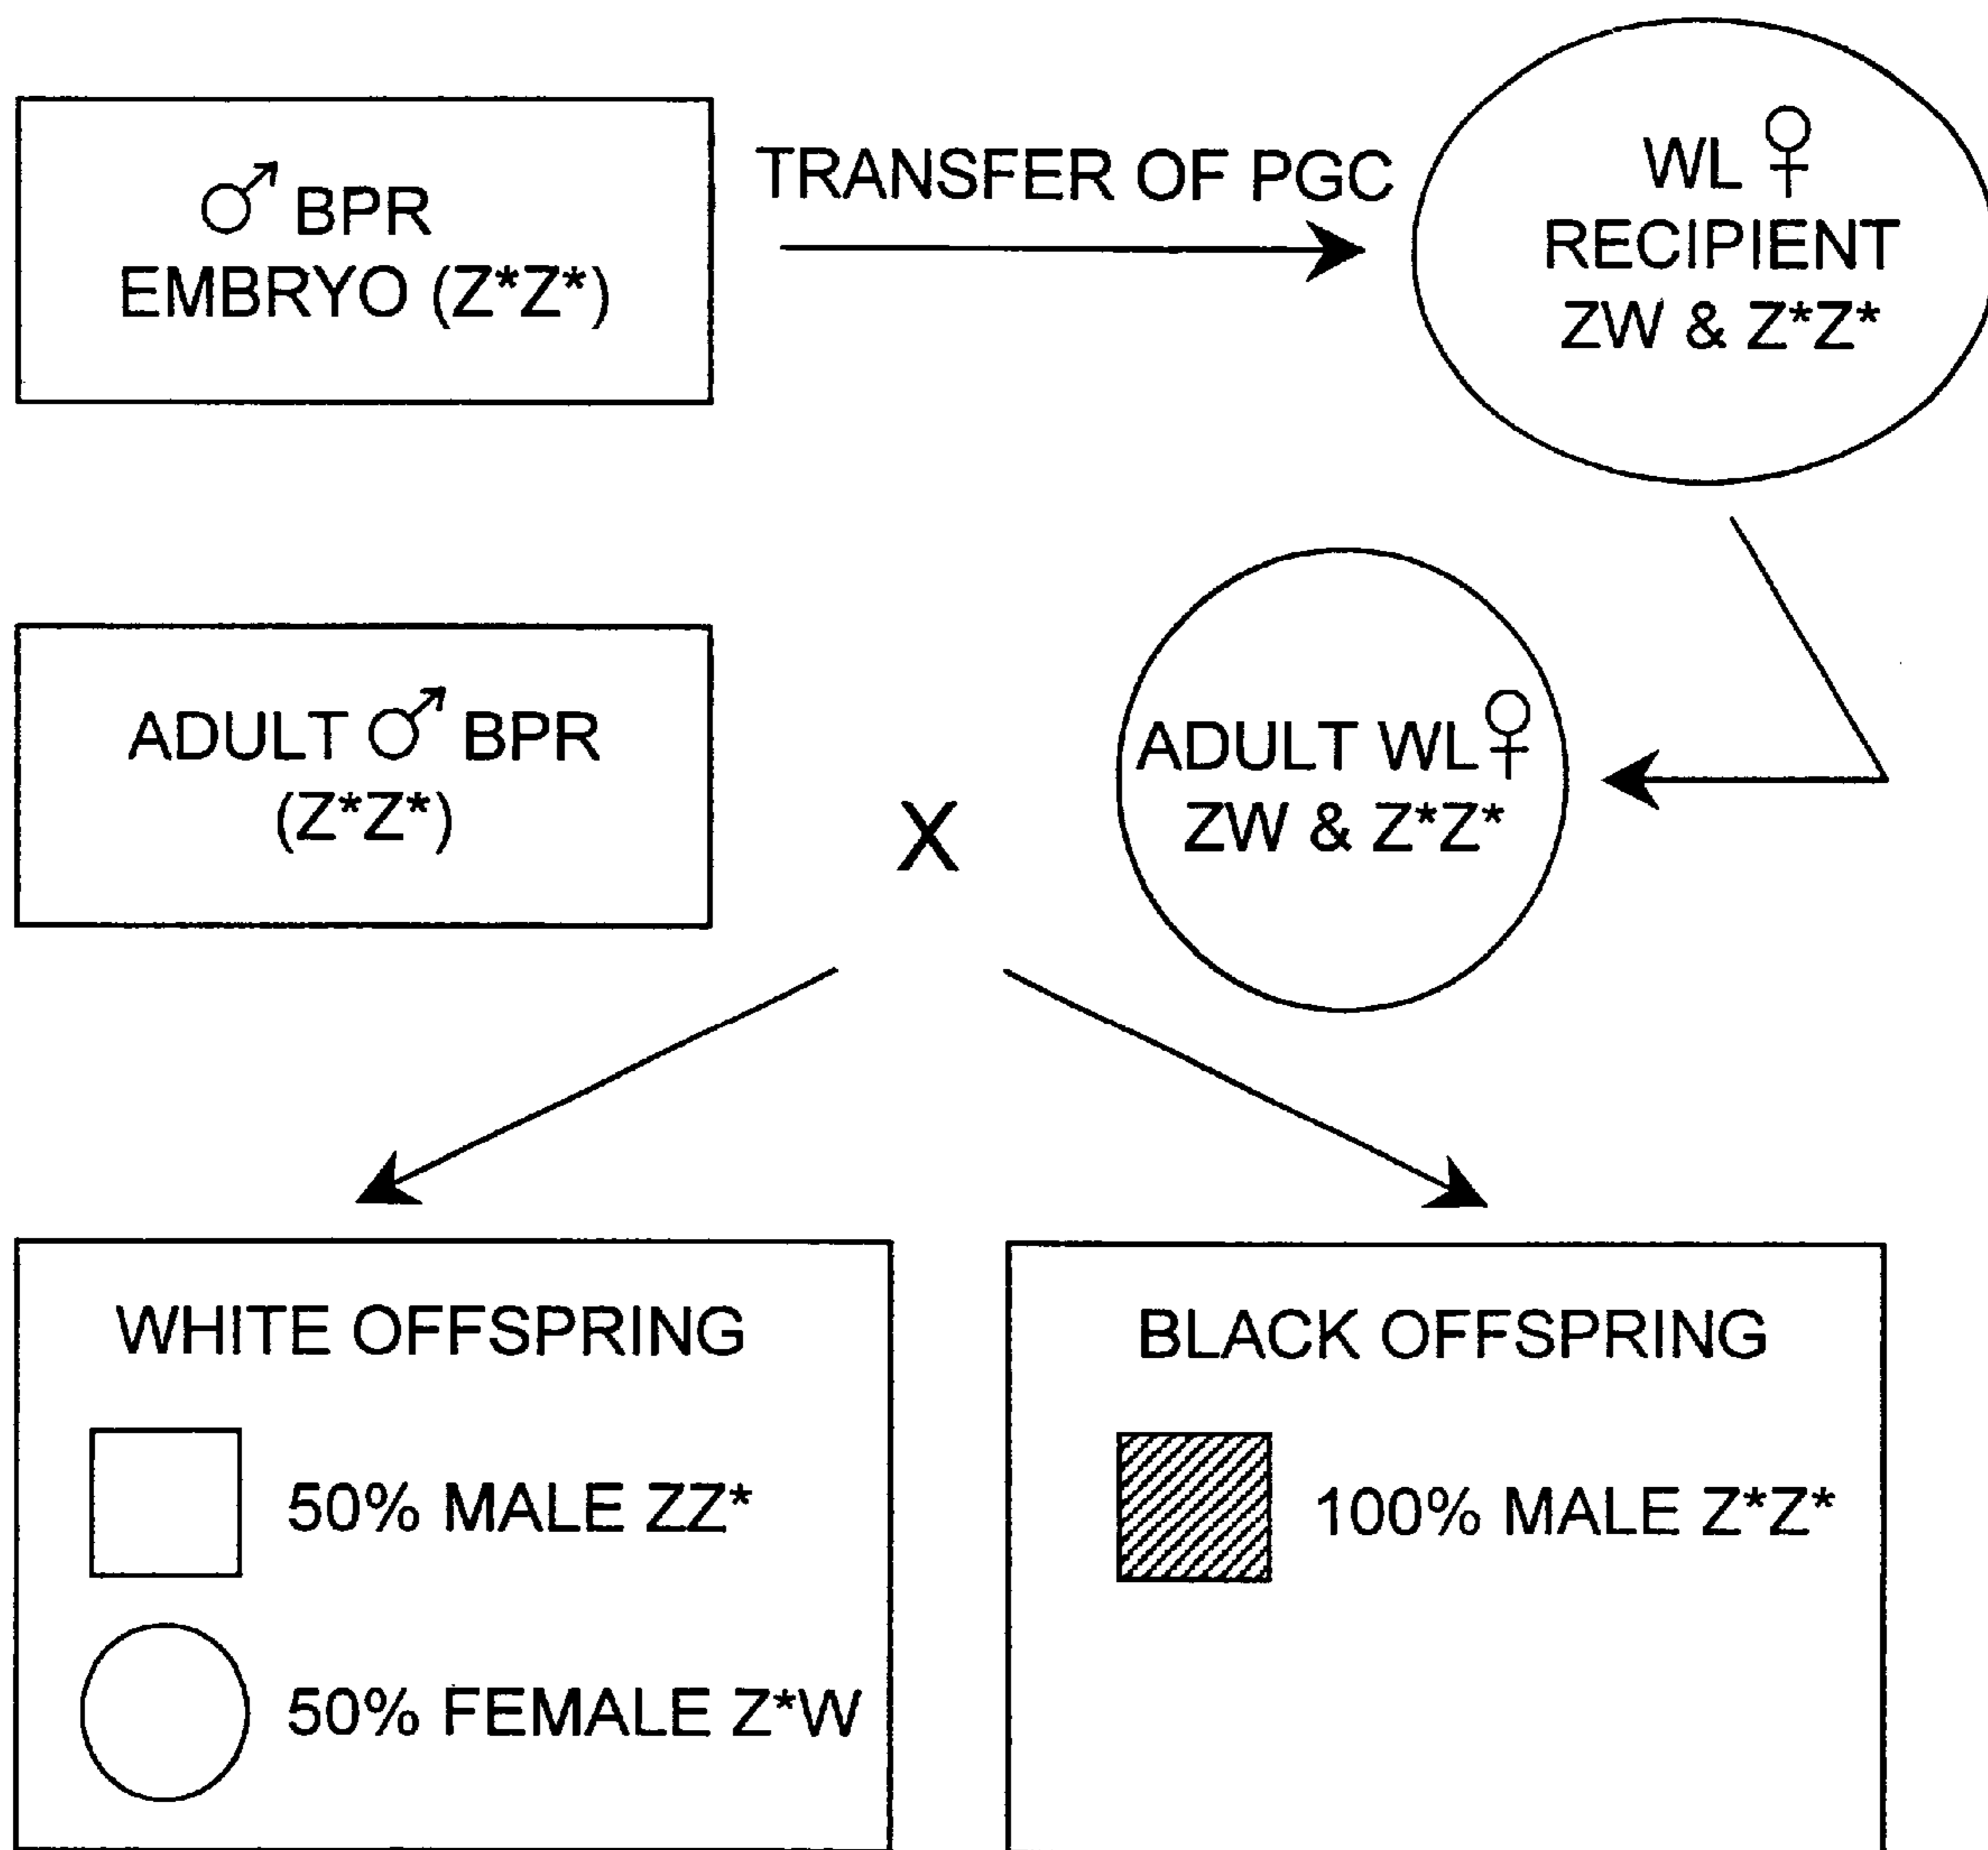 ♂ BPR
EMBRYO (Z*Z*)
TRANSFER OF PGC
WL ♀
RECIPIENT
ZW & Z*Z*
ADULT ♂ BPR
(Z*Z*)
X
ADULT WL ♀
ZW & Z*Z*
WHITE OFFSPRING
50% MALE ZZ*
50% FEMALE Z*W
BLACK OFFSPRING
100% MALE Z*Z*